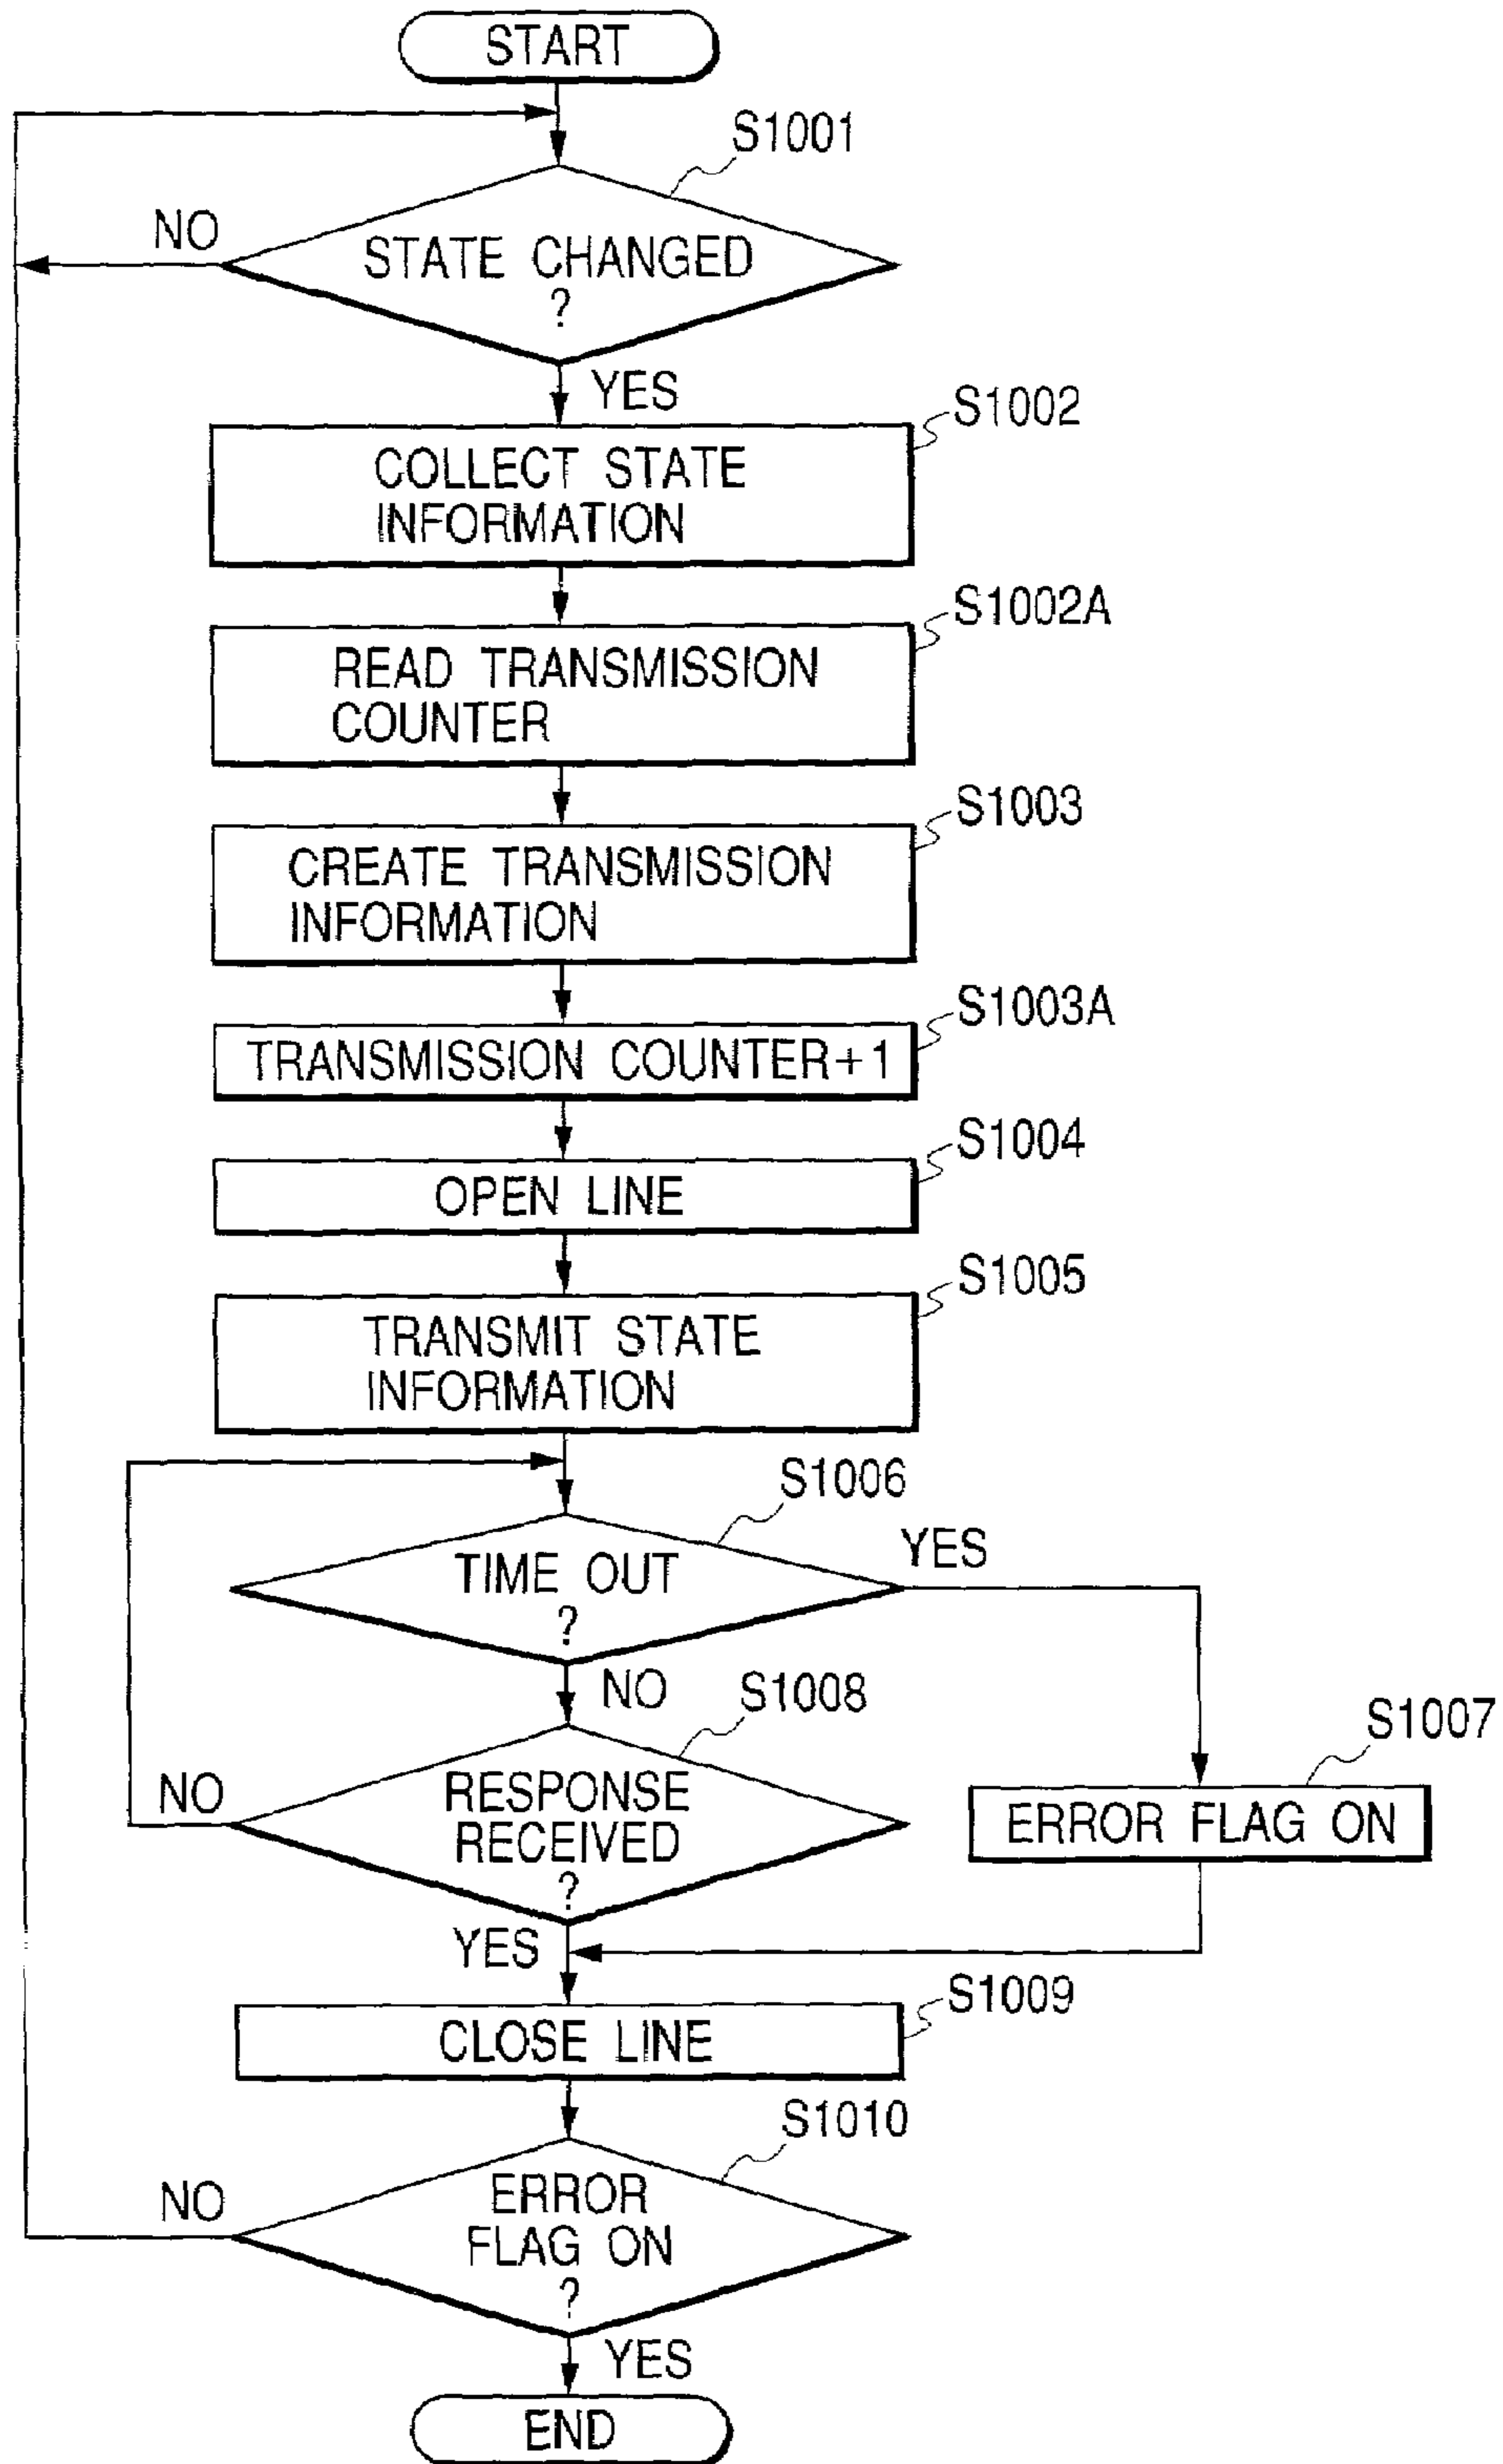 START
S1001
NO
STATE CHANGED
?
YES
S1002
COLLECT STATE
INFORMATION
S1002A
READ TRANSMISSION
COUNTER
S1003
CREATE TRANSMISSION
INFORMATION
S1003A
TRANSMISSION COUNTER+1
S1004
OPEN LINE
S1005
TRANSMIT STATE
INFORMATION
S1006
TIME OUT
?
YES
NO
S1008
S1007
NO
RESPONSE
RECEIVED
?
ERROR FLAG ON
YES
S1009
CLOSE LINE
S1010
NO
ERROR
FLAG ON
?
YES
END